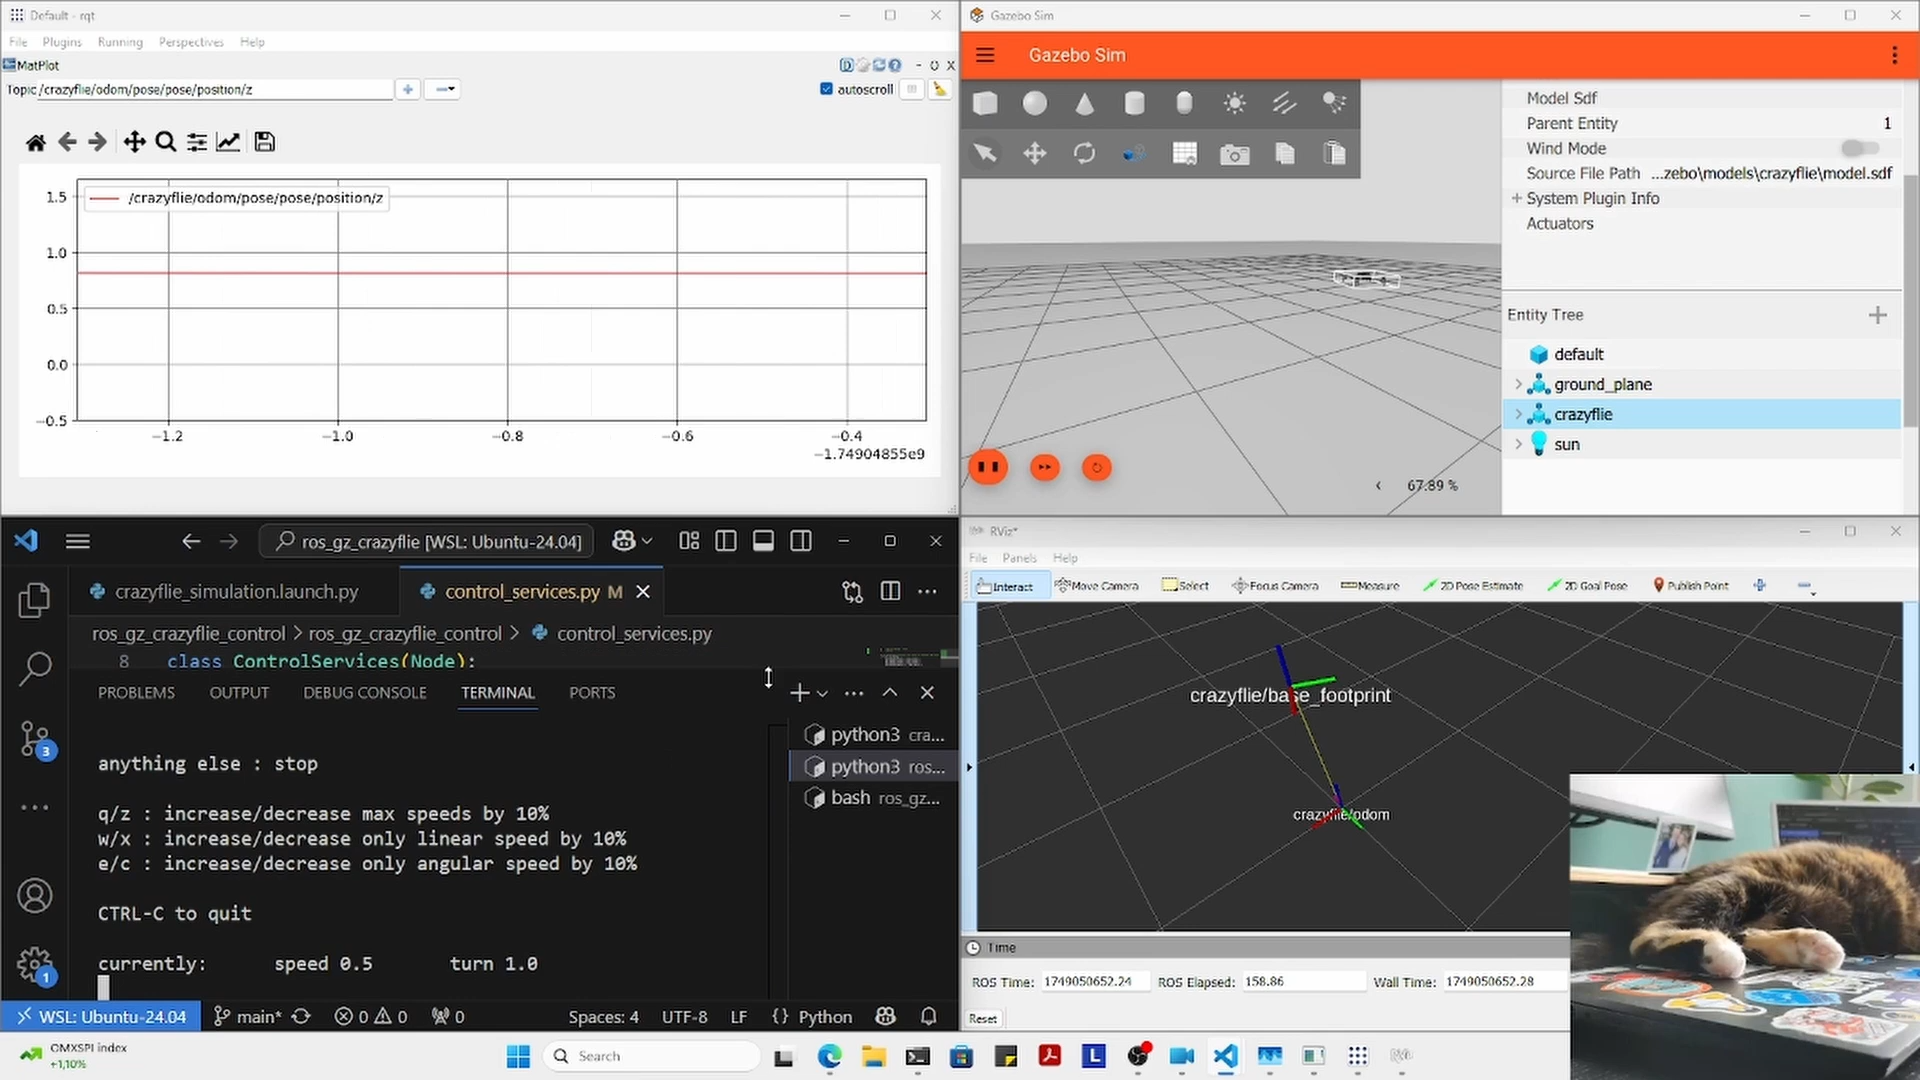 Default - rqt
File Plugins Running Perspectives Help
MatPlot
Topic /crazyflie/odom/pose/pose/position/z
autoscroll
/crazyflie/odom/pose/pose/position/z
1.5
1.0
0.5
0.0
−0.5
−1.2 −1.0 −0.8 −0.6 −0.4
−1.74904855e9
Gazebo Sim
Gazebo Sim
Model Sdf
Parent Entity 1
Wind Mode
Source File Path ...zebo\models\crazyflie\model.sdf
System Plugin Info
Actuators
Entity Tree
default
ground_plane
crazyflie
sun
67.89 %
ros_gz_crazyflie [WSL: Ubuntu-24.04]
crazyflie_simulation.launch.py control_services.py M
ros_gz_crazyflie_control > ros_gz_crazyflie_control > control_services.py
8 class ControlServices(Node):
PROBLEMS OUTPUT DEBUG CONSOLE TERMINAL PORTS
python3 cra...
python3 ros...
bash ros_gz...
anything else : stop
q/z : increase/decrease max speeds by 10%
w/x : increase/decrease only linear speed by 10%
e/c : increase/decrease only angular speed by 10%
CTRL-C to quit
currently: speed 0.5 turn 1.0
3
1
WSL: Ubuntu-24.04 main* 0 0 0 Spaces: 4 UTF-8 LF {} Python
RViz*
File Panels Help
Interact Move Camera Select Focus Camera Measure 2D Pose Estimate 2D Goal Pose Publish Point
crazyflie/base_footprint
crazyflie/odom
Time
ROS Time: 1749050652.24 ROS Elapsed: 158.86 Wall Time: 1749050652.28
Reset
OMXSPI index
+1,10%
Search